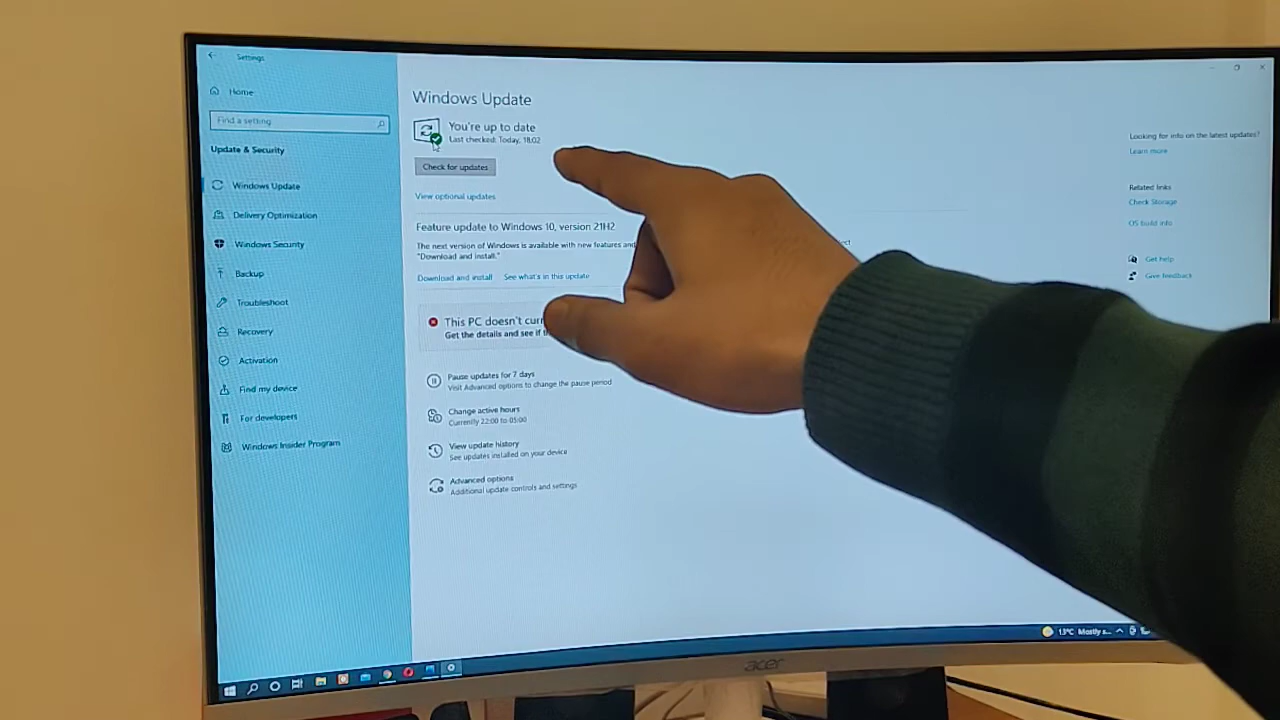 Settings
Home
Find a setting
Update & Security
Windows Update
Delivery Optimization
Windows Security
Backup
Troubleshoot
Recovery
Activation
Find my device
For developers
Windows Insider Program
Windows Update
You're up to date
Last checked: Today, 18:02
Check for updates
View optional updates
Feature update to Windows 10, version 21H2
The next version of Windows is available with new features and
"Download and install."
Download and install See what's in this update
This PC doesn't curr
Get the details and see if
Pause updates for 7 days
Visit Advanced options to change the pause period
Change active hours
Currently 22:00 to 05:00
View update history
See updates installed on your device
Advanced options
Additional update controls and settings
Looking for info on the latest updates?
Learn more
Related links
Check Storage
OS build info
Get help
Give feedback
13°C Mostly s...
acer